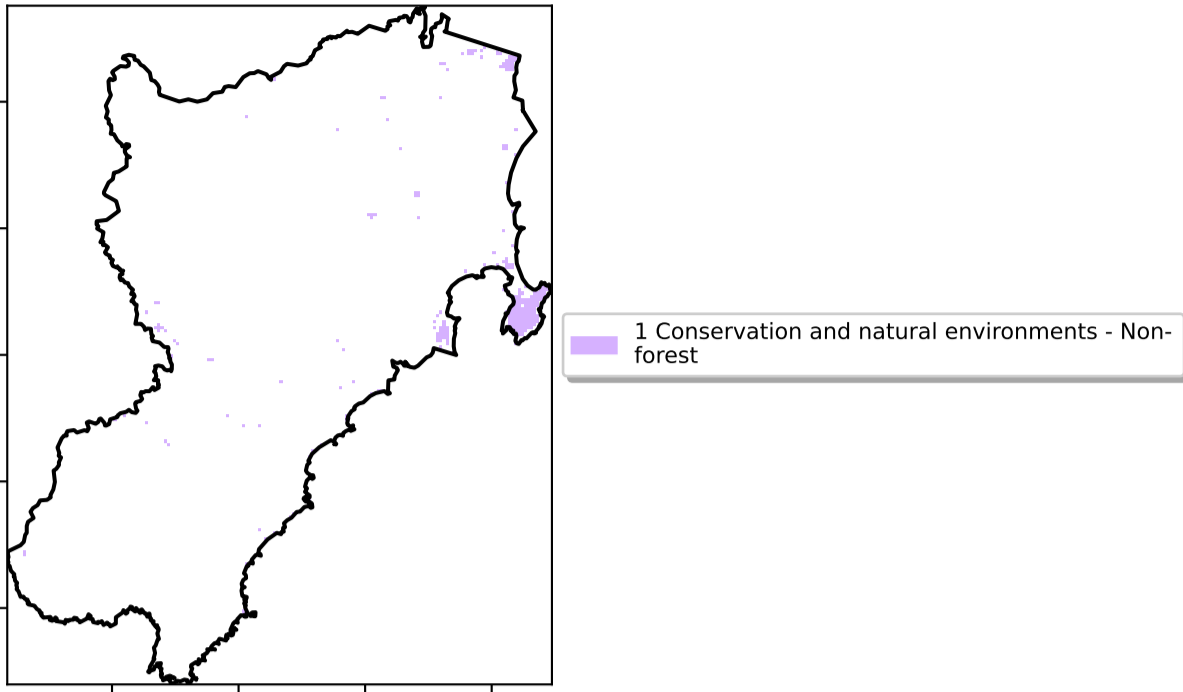 1 Conservation and natural environments - Non-
forest